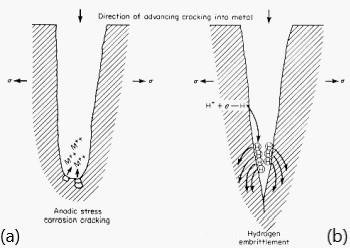 Direction of advancing cracking into metal
σ
σ
σ
σ
M++
M++
M++
H+ + e — H
(a)
Anodic stress
corrosion cracking
Hydrogen
embrittlement
(b)